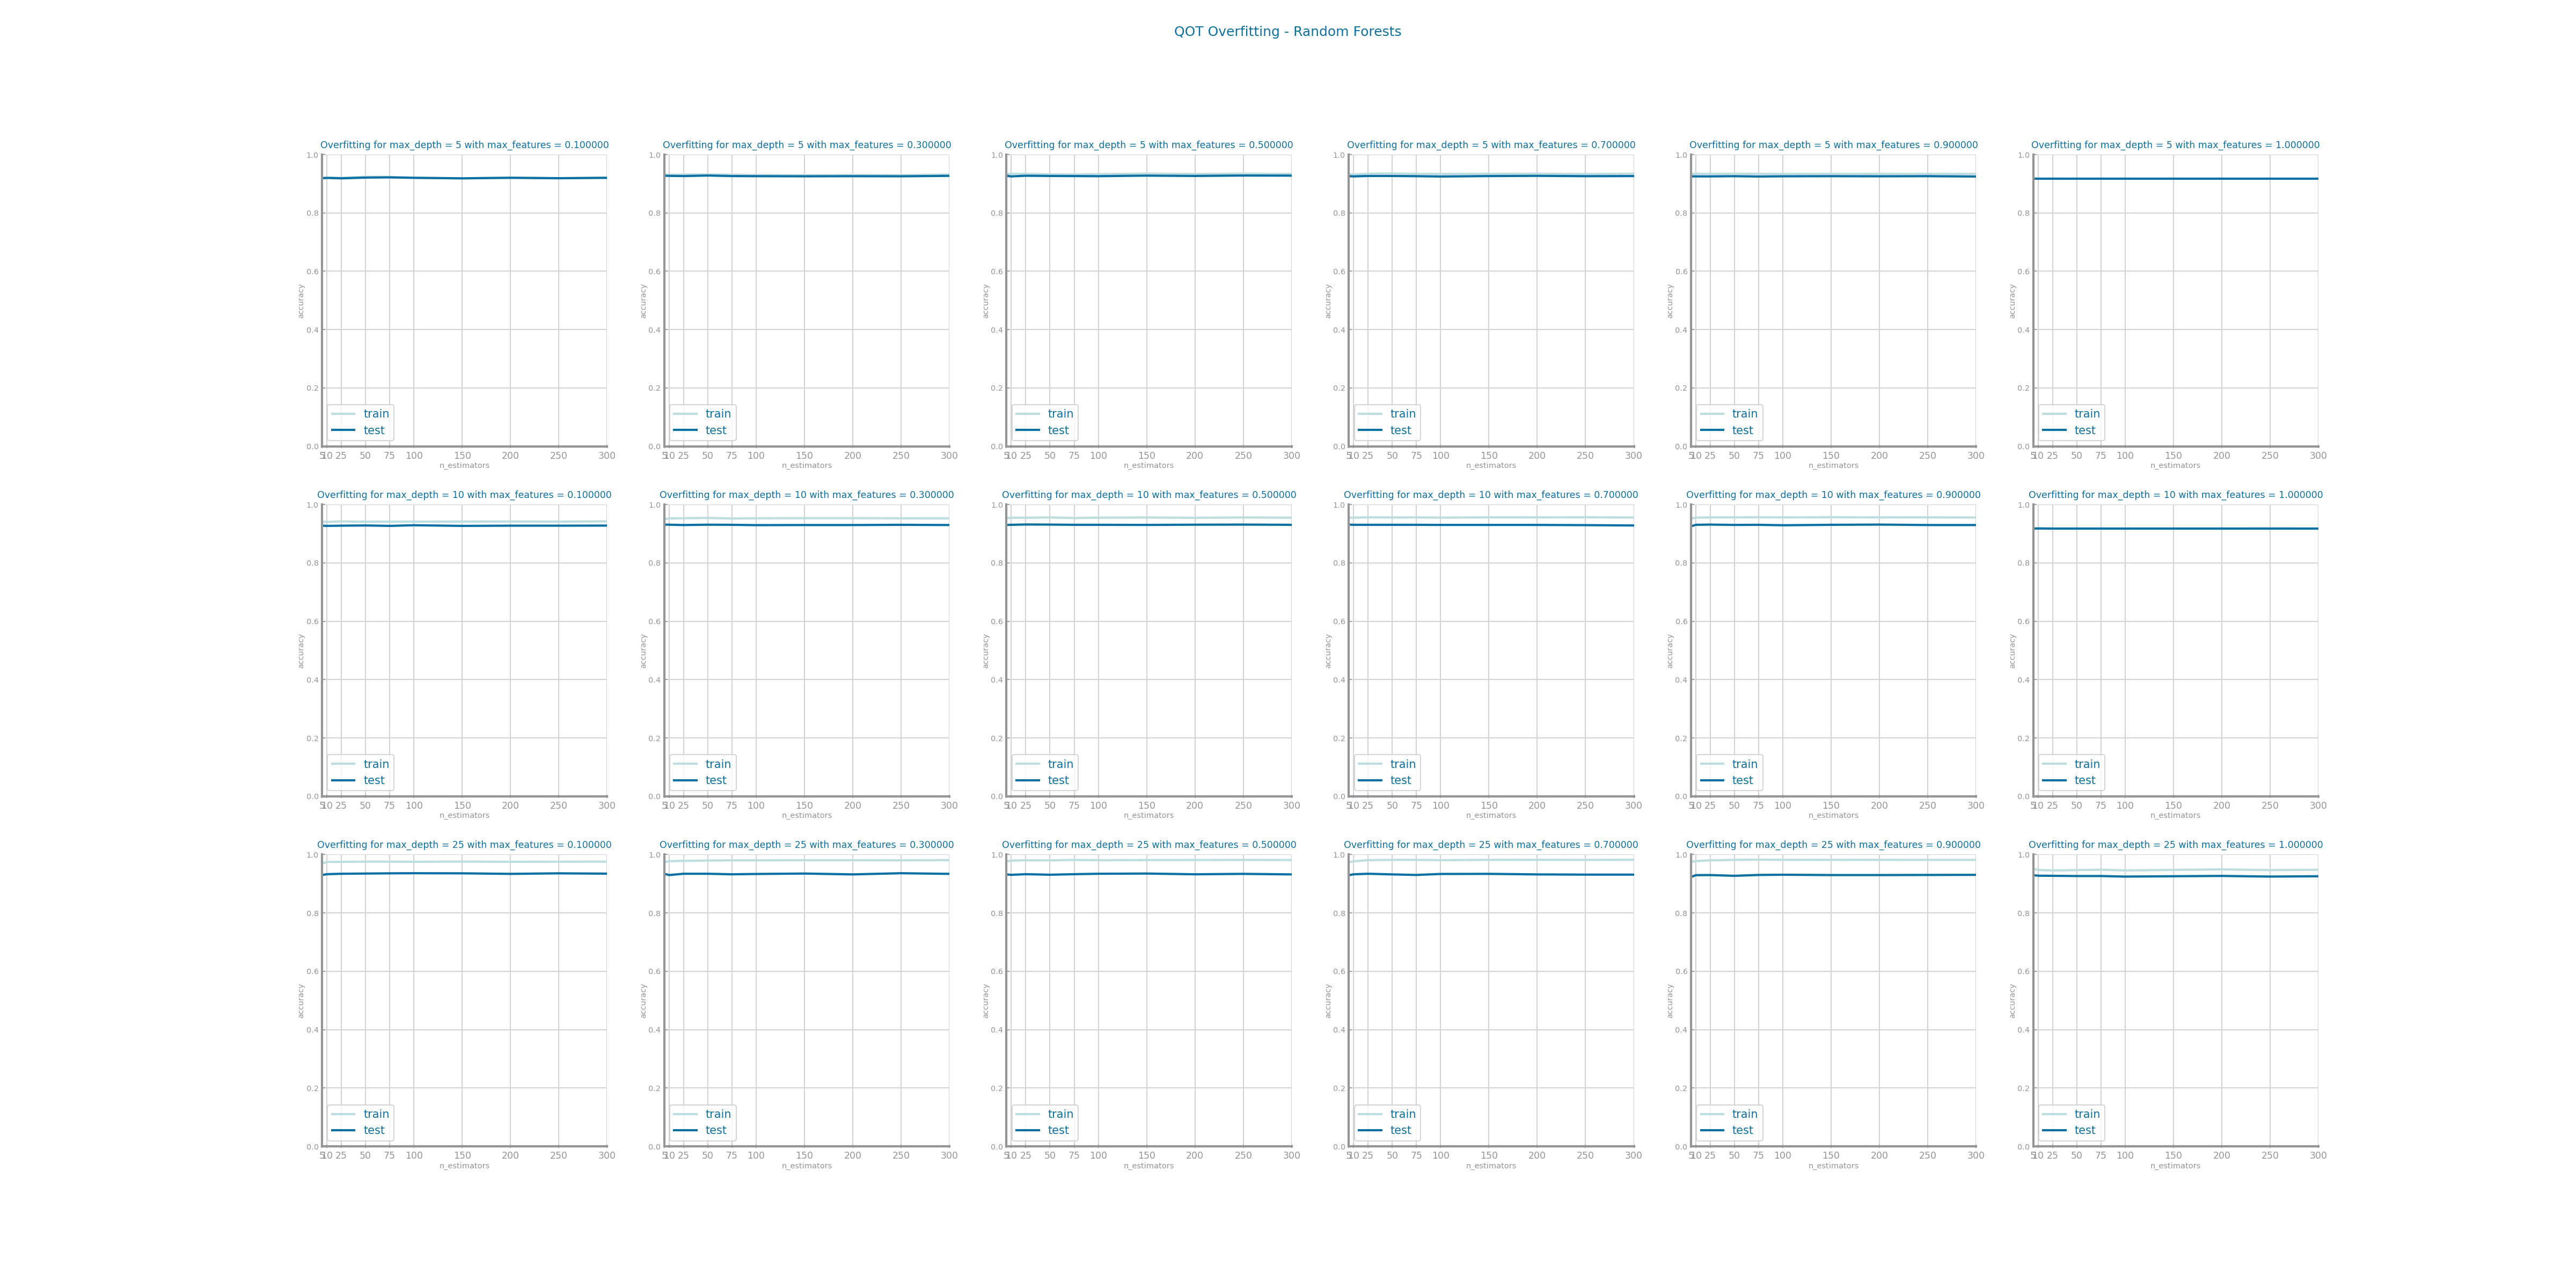 QOT Overfitting - Random Forests
Overfitting for max_depth = 5 with max_features = 0.100000
1.0
0.8
0.6
accuracy
0.4
0.2
train
test
0.0
5 10 25 50 75 100 150 200 250 300
n_estimators
Overfitting for max_depth = 5 with max_features = 0.300000
1.0
0.8
0.6
accuracy
0.4
0.2
train
test
0.0
5 10 25 50 75 100 150 200 250 300
n_estimators
Overfitting for max_depth = 5 with max_features = 0.500000
1.0
0.8
0.6
accuracy
0.4
0.2
train
test
0.0
5 10 25 50 75 100 150 200 250 300
n_estimators
Overfitting for max_depth = 5 with max_features = 0.700000
1.0
0.8
0.6
accuracy
0.4
0.2
train
test
0.0
5 10 25 50 75 100 150 200 250 300
n_estimators
Overfitting for max_depth = 5 with max_features = 0.900000
1.0
0.8
0.6
accuracy
0.4
0.2
train
test
0.0
5 10 25 50 75 100 150 200 250 300
n_estimators
Overfitting for max_depth = 5 with max_features = 1.000000
1.0
0.8
0.6
accuracy
0.4
0.2
train
test
0.0
5 10 25 50 75 100 150 200 250 300
n_estimators
Overfitting for max_depth = 10 with max_features = 0.100000
1.0
0.8
0.6
accuracy
0.4
0.2
train
test
0.0
5 10 25 50 75 100 150 200 250 300
n_estimators
Overfitting for max_depth = 10 with max_features = 0.300000
1.0
0.8
0.6
accuracy
0.4
0.2
train
test
0.0
5 10 25 50 75 100 150 200 250 300
n_estimators
Overfitting for max_depth = 10 with max_features = 0.500000
1.0
0.8
0.6
accuracy
0.4
0.2
train
test
0.0
5 10 25 50 75 100 150 200 250 300
n_estimators
Overfitting for max_depth = 10 with max_features = 0.700000
1.0
0.8
0.6
accuracy
0.4
0.2
train
test
0.0
5 10 25 50 75 100 150 200 250 300
n_estimators
Overfitting for max_depth = 10 with max_features = 0.900000
1.0
0.8
0.6
accuracy
0.4
0.2
train
test
0.0
5 10 25 50 75 100 150 200 250 300
n_estimators
Overfitting for max_depth = 10 with max_features = 1.000000
1.0
0.8
0.6
accuracy
0.4
0.2
train
test
0.0
5 10 25 50 75 100 150 200 250 300
n_estimators
Overfitting for max_depth = 25 with max_features = 0.100000
1.0
0.8
0.6
accuracy
0.4
0.2
train
test
0.0
5 10 25 50 75 100 150 200 250 300
n_estimators
Overfitting for max_depth = 25 with max_features = 0.300000
1.0
0.8
0.6
accuracy
0.4
0.2
train
test
0.0
5 10 25 50 75 100 150 200 250 300
n_estimators
Overfitting for max_depth = 25 with max_features = 0.500000
1.0
0.8
0.6
accuracy
0.4
0.2
train
test
0.0
5 10 25 50 75 100 150 200 250 300
n_estimators
Overfitting for max_depth = 25 with max_features = 0.700000
1.0
0.8
0.6
accuracy
0.4
0.2
train
test
0.0
5 10 25 50 75 100 150 200 250 300
n_estimators
Overfitting for max_depth = 25 with max_features = 0.900000
1.0
0.8
0.6
accuracy
0.4
0.2
train
test
0.0
5 10 25 50 75 100 150 200 250 300
n_estimators
Overfitting for max_depth = 25 with max_features = 1.000000
1.0
0.8
0.6
accuracy
0.4
0.2
train
test
0.0
5 10 25 50 75 100 150 200 250 300
n_estimators